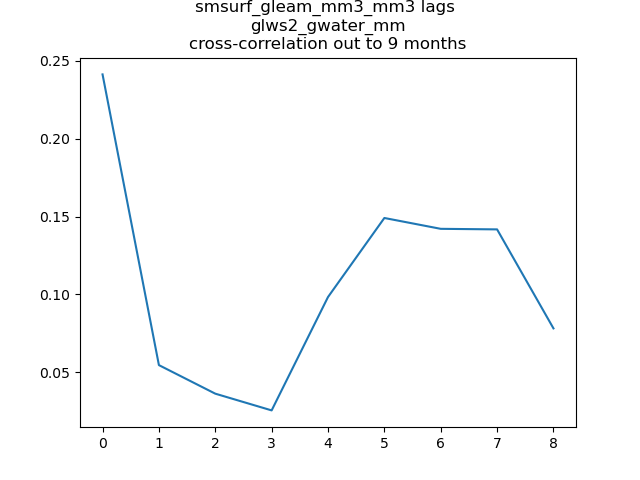 smsurf_gleam_mm3_mm3 lags
glws2_gwater_mm
cross-correlation out to 9 months
0.25
0.20
0.15
0.10
0.05
0 1 2 3 4 5 6 7 8